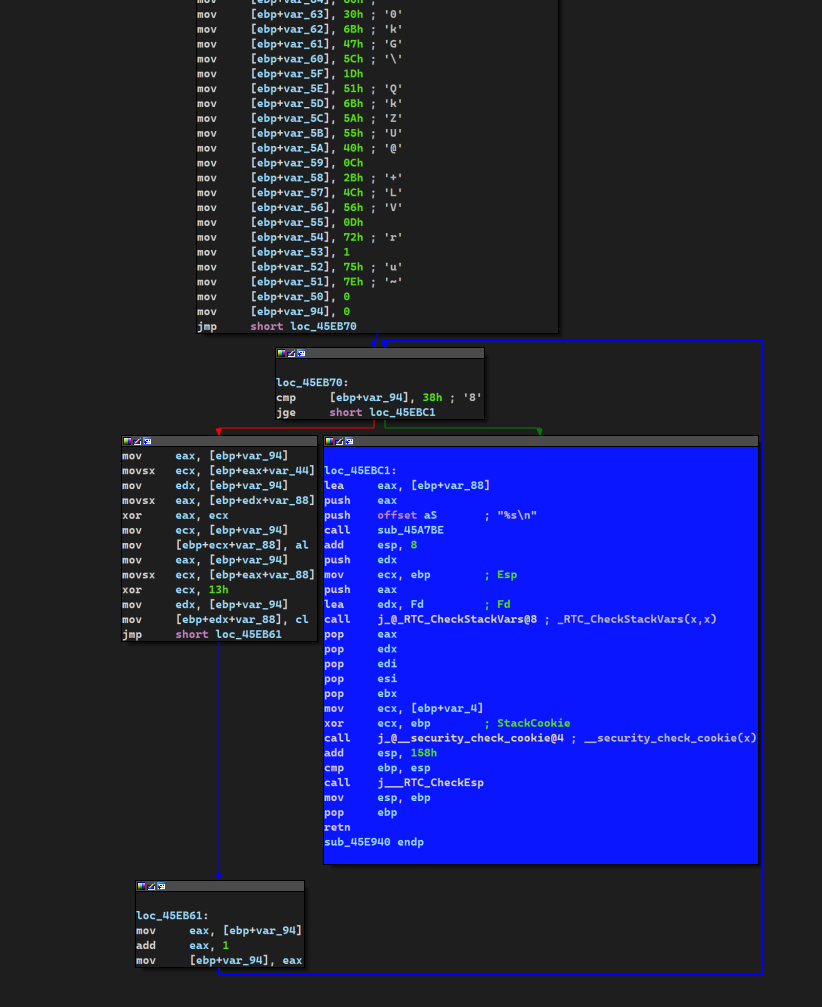 mov [ebp+var_63], 30h ; '0'
mov [ebp+var_62], 6Bh ; 'k'
mov [ebp+var_61], 47h ; 'G'
mov [ebp+var_60], 5Ch ; '\'
mov [ebp+var_5F], 1Dh
mov [ebp+var_5E], 51h ; 'Q'
mov [ebp+var_5D], 6Bh ; 'k'
mov [ebp+var_5C], 5Ah ; 'Z'
mov [ebp+var_5B], 55h ; 'U'
mov [ebp+var_5A], 40h ; '@'
mov [ebp+var_59], 0Ch
mov [ebp+var_58], 2Bh ; '+'
mov [ebp+var_57], 4Ch ; 'L'
mov [ebp+var_56], 56h ; 'V'
mov [ebp+var_55], 0Dh
mov [ebp+var_54], 72h ; 'r'
mov [ebp+var_53], 1
mov [ebp+var_52], 75h ; 'u'
mov [ebp+var_51], 7Eh ; '~'
mov [ebp+var_50], 0
mov [ebp+var_94], 0
jmp short loc_45EB70
loc_45EB70:
cmp [ebp+var_94], 38h ; '8'
jge short loc_45EBC1
mov eax, [ebp+var_94]
movsx ecx, [ebp+eax+var_44]
mov edx, [ebp+var_94]
movsx eax, [ebp+edx+var_88]
xor eax, ecx
mov ecx, [ebp+var_94]
mov [ebp+ecx+var_88], al
mov eax, [ebp+var_94]
movsx ecx, [ebp+eax+var_88]
xor ecx, 13h
mov edx, [ebp+var_94]
mov [ebp+edx+var_88], cl
jmp short loc_45EB61
loc_45EBC1:
lea eax, [ebp+var_88]
push eax
push offset aS ; "%s\n"
call sub_45A7BE
add esp, 8
push edx
mov ecx, ebp ; Esp
push eax
lea edx, Fd ; Fd
call j_@_RTC_CheckStackVars@8 ; _RTC_CheckStackVars(x,x)
pop eax
pop edx
pop edi
pop esi
pop ebx
mov ecx, [ebp+var_4]
xor ecx, ebp ; StackCookie
call j_@__security_check_cookie@4 ; __security_check_cookie(x)
add esp, 158h
cmp ebp, esp
call j___RTC_CheckEsp
mov esp, ebp
pop ebp
retn
sub_45E940 endp
loc_45EB61:
mov eax, [ebp+var_94]
add eax, 1
mov [ebp+var_94], eax